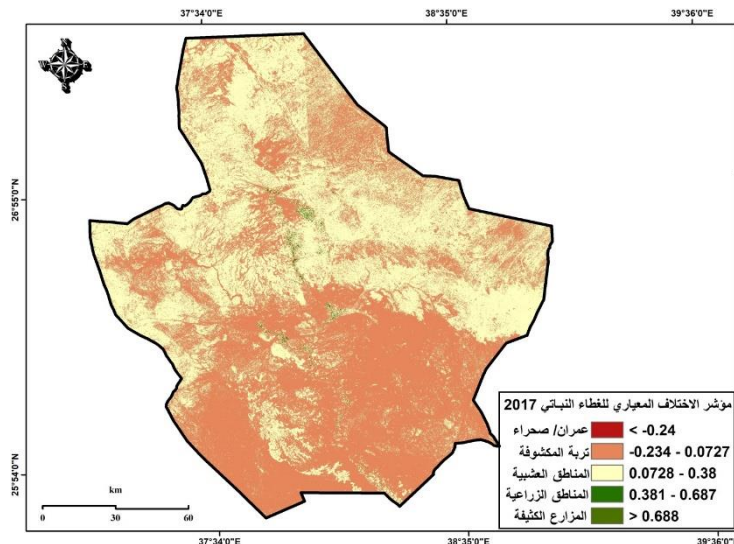 37°34'0"E 38°35'0"E 39°36'0"E
26°55'0"N
25°54'0"N
km
0 30 60
مؤشر الاختلاف المعياري للغطاء النباتي 2017
عمران/ صحراء < -0.24
تربة المكشوفة -0.234 - 0.0727
المناطق العشبية 0.0728 - 0.38
المناطق الزراعية 0.381 - 0.687
المزارع الكثيفة > 0.688
37°34'0"E 38°35'0"E 39°36'0"E